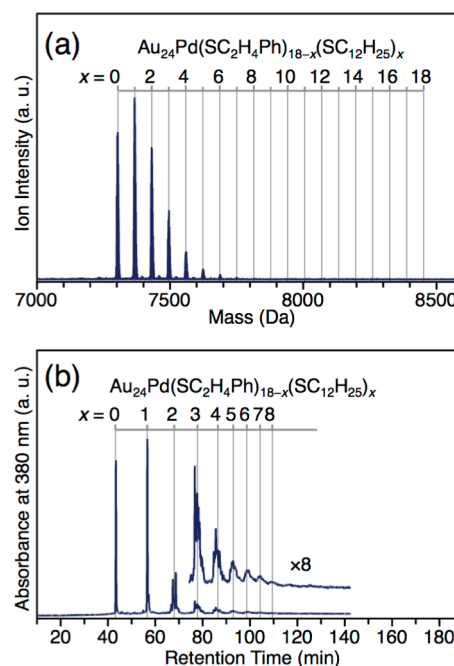 (a)
Au24Pd(SC2H4Ph)18−x(SC12H25)x
x = 0 2 4 6 8 10 12 14 16 18
Ion Intensity (a. u.)
7000 7500 8000 8500
Mass (Da)
(b)
Au24Pd(SC2H4Ph)18−x(SC12H25)x
x = 0 1 2 3 4 5 6 7 8
×8
Absorbance at 380 nm (a. u.)
20 40 60 80 100 120 140 160 180
Retention Time (min)